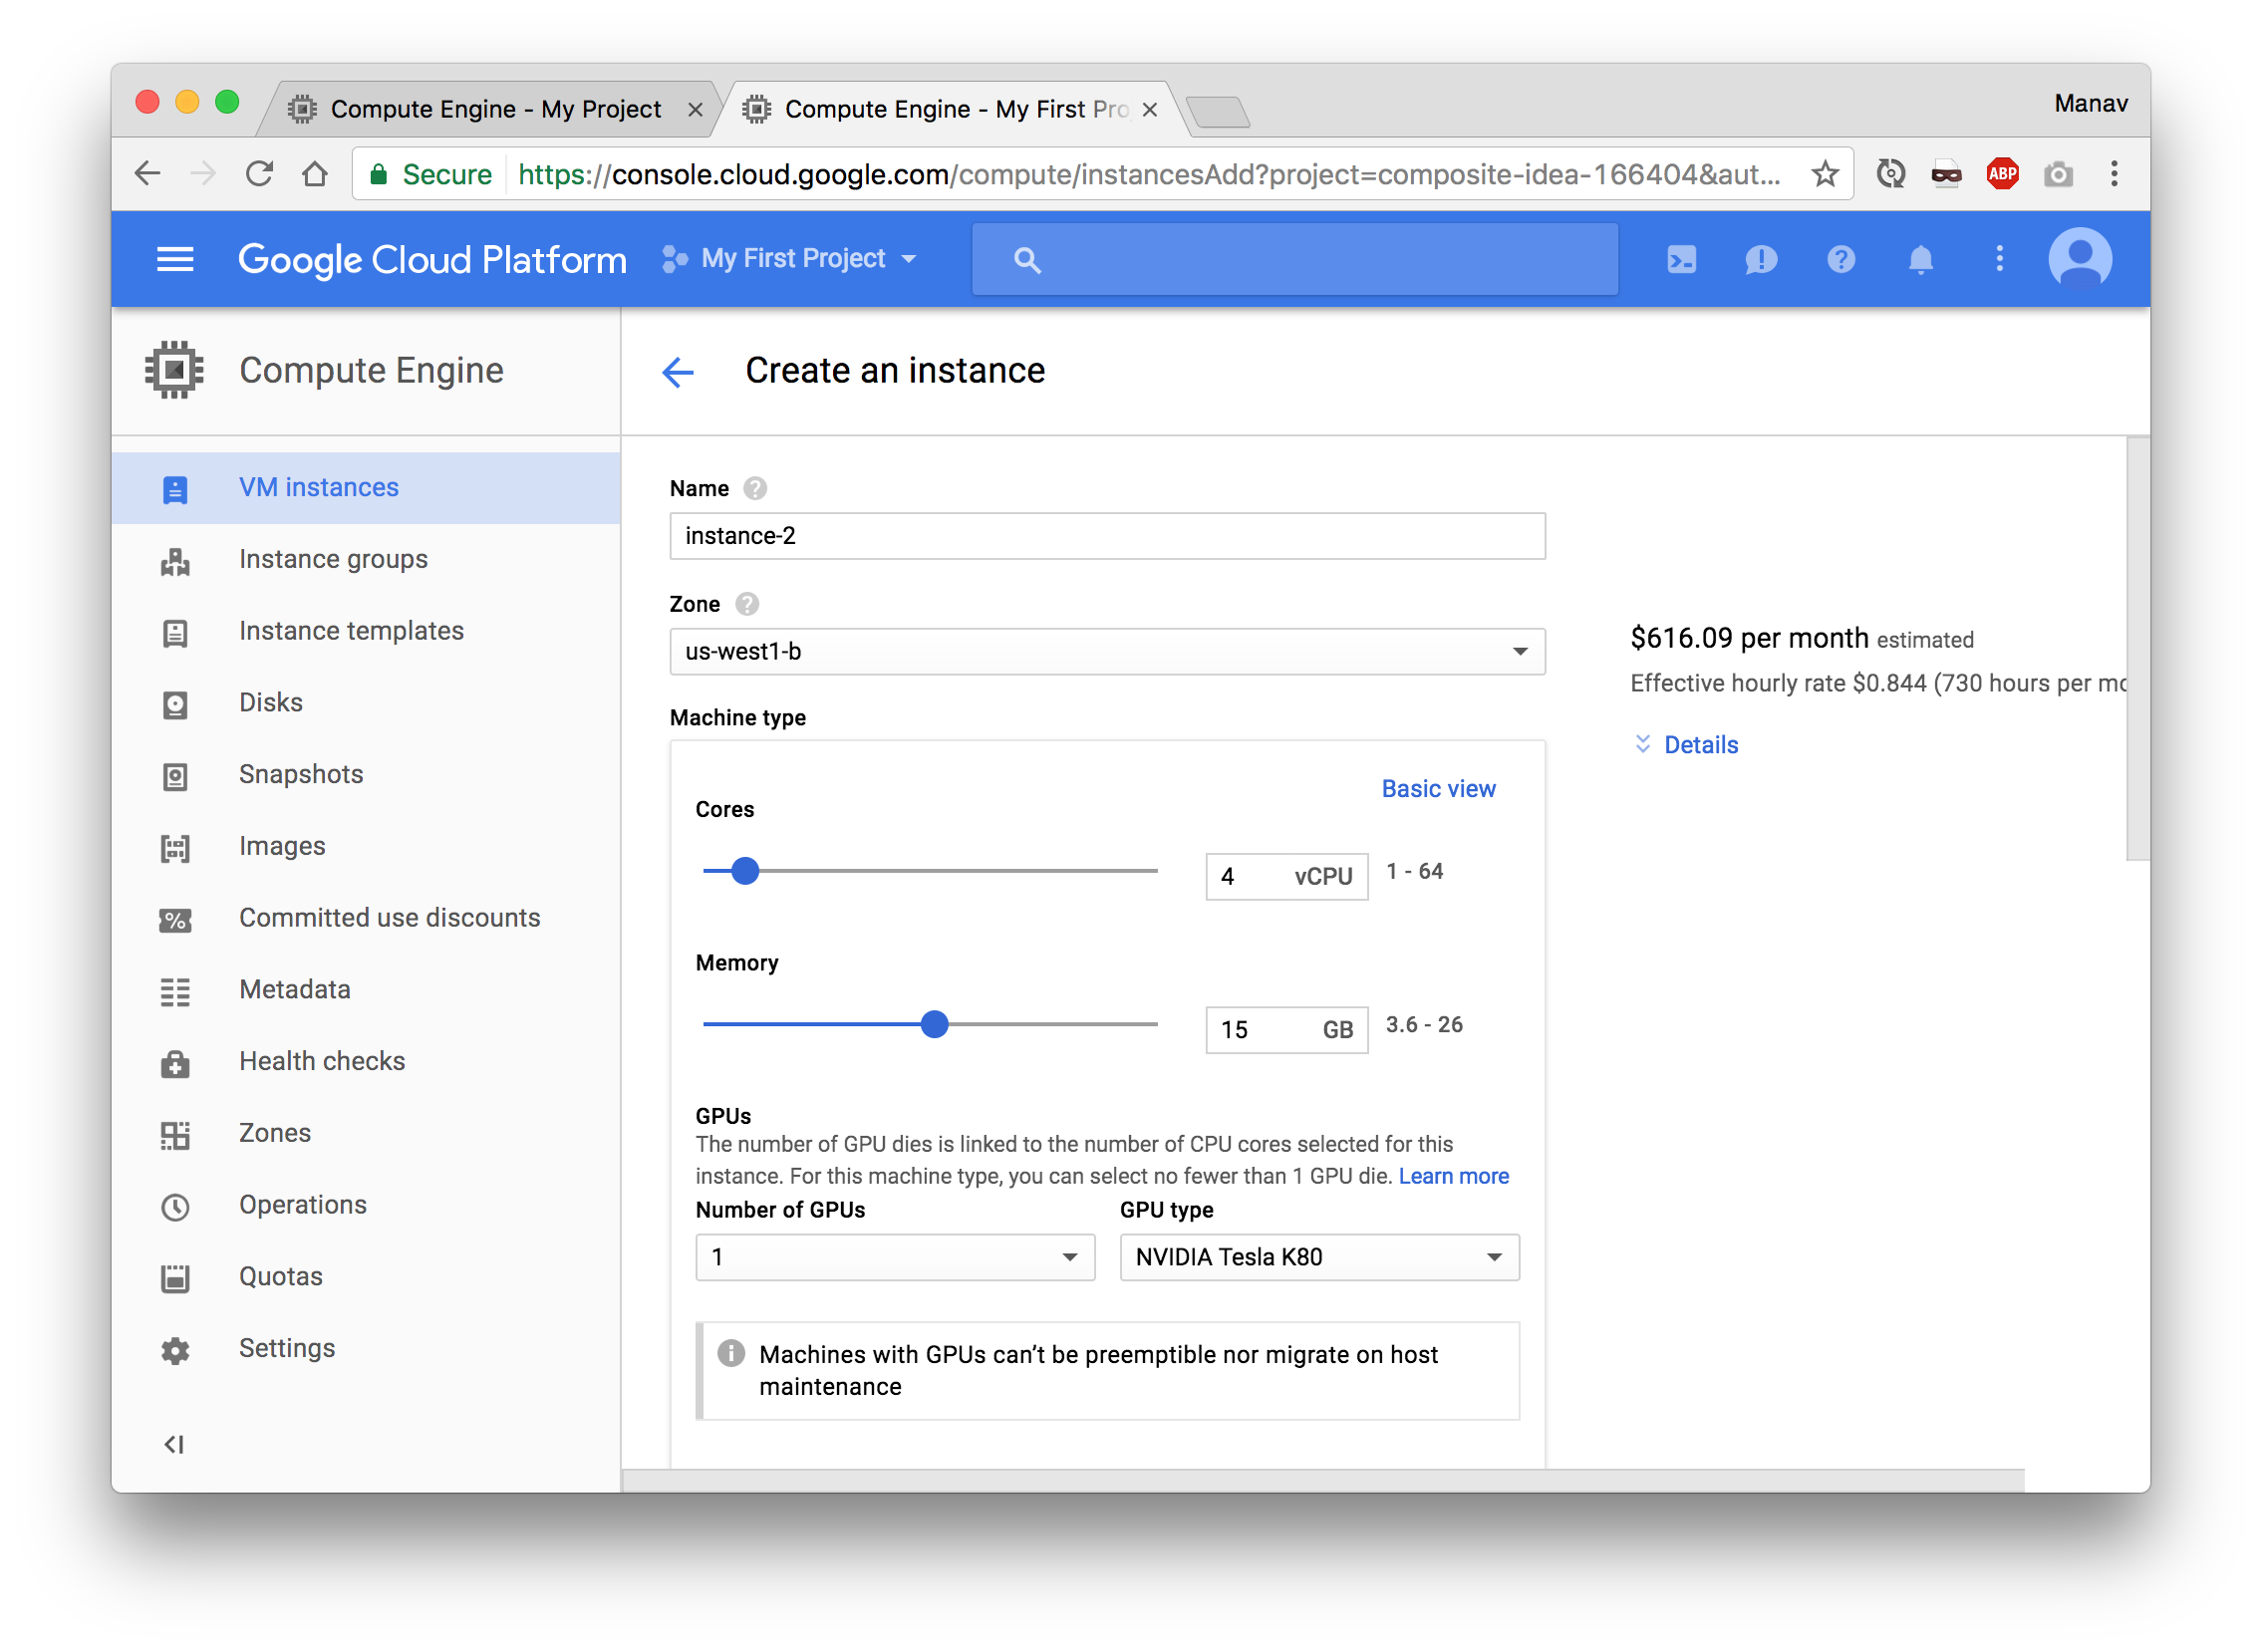 Compute Engine - My Project
Compute Engine - My First Pro
Manav
Secure https://console.cloud.google.com/compute/instancesAdd?project=composite-idea-166404&aut...
ABP
Google Cloud Platform
My First Project
Compute Engine
Create an instance
VM instances
Instance groups
Instance templates
Disks
Snapshots
Images
Committed use discounts
Metadata
Health checks
Zones
Operations
Quotas
Settings
Name
instance-2
Zone
us-west1-b
Machine type
Basic view
Cores
4 vCPU 1 - 64
Memory
15 GB 3.6 - 26
GPUs
The number of GPU dies is linked to the number of CPU cores selected for this
instance. For this machine type, you can select no fewer than 1 GPU die. Learn more
Number of GPUs GPU type
1 NVIDIA Tesla K80
Machines with GPUs can't be preemptible nor migrate on host
maintenance
$616.09 per month estimated
Effective hourly rate $0.844 (730 hours per mo
Details